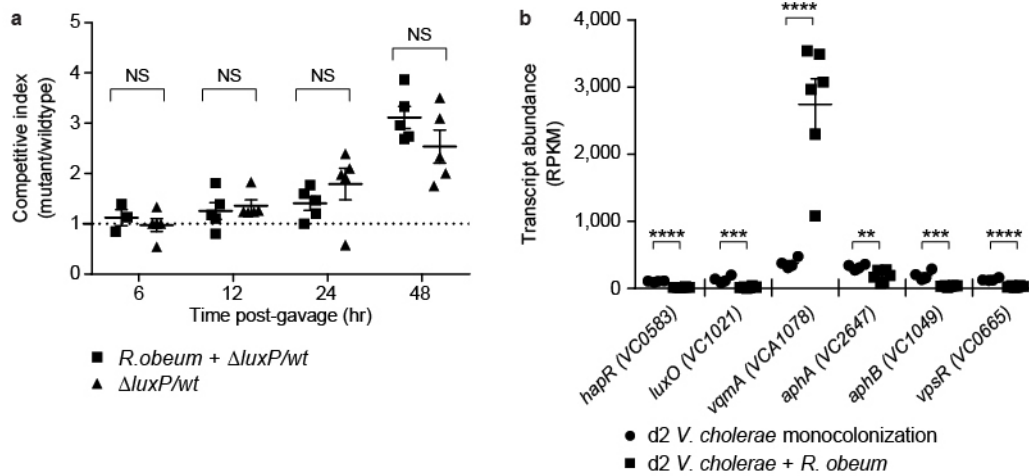 a
NS
NS
NS
NS
5
4
3
2
1
0
Competitive index
(mutant/wildtype)
6
12
24
48
Time post-gavage (hr)
R.obeum + ΔluxP/wt
ΔluxP/wt
b
****
4,000
3,000
2,000
1,000
0
Transcript abundance
(RPKM)
****
***
**
***
****
hapR (VC0583)
luxO (VC1021)
vqmA (VCA1078)
aphA (VC2647)
aphB (VC1049)
vpsR (VC0665)
d2 V. cholerae monocolonization
d2 V. cholerae + R. obeum